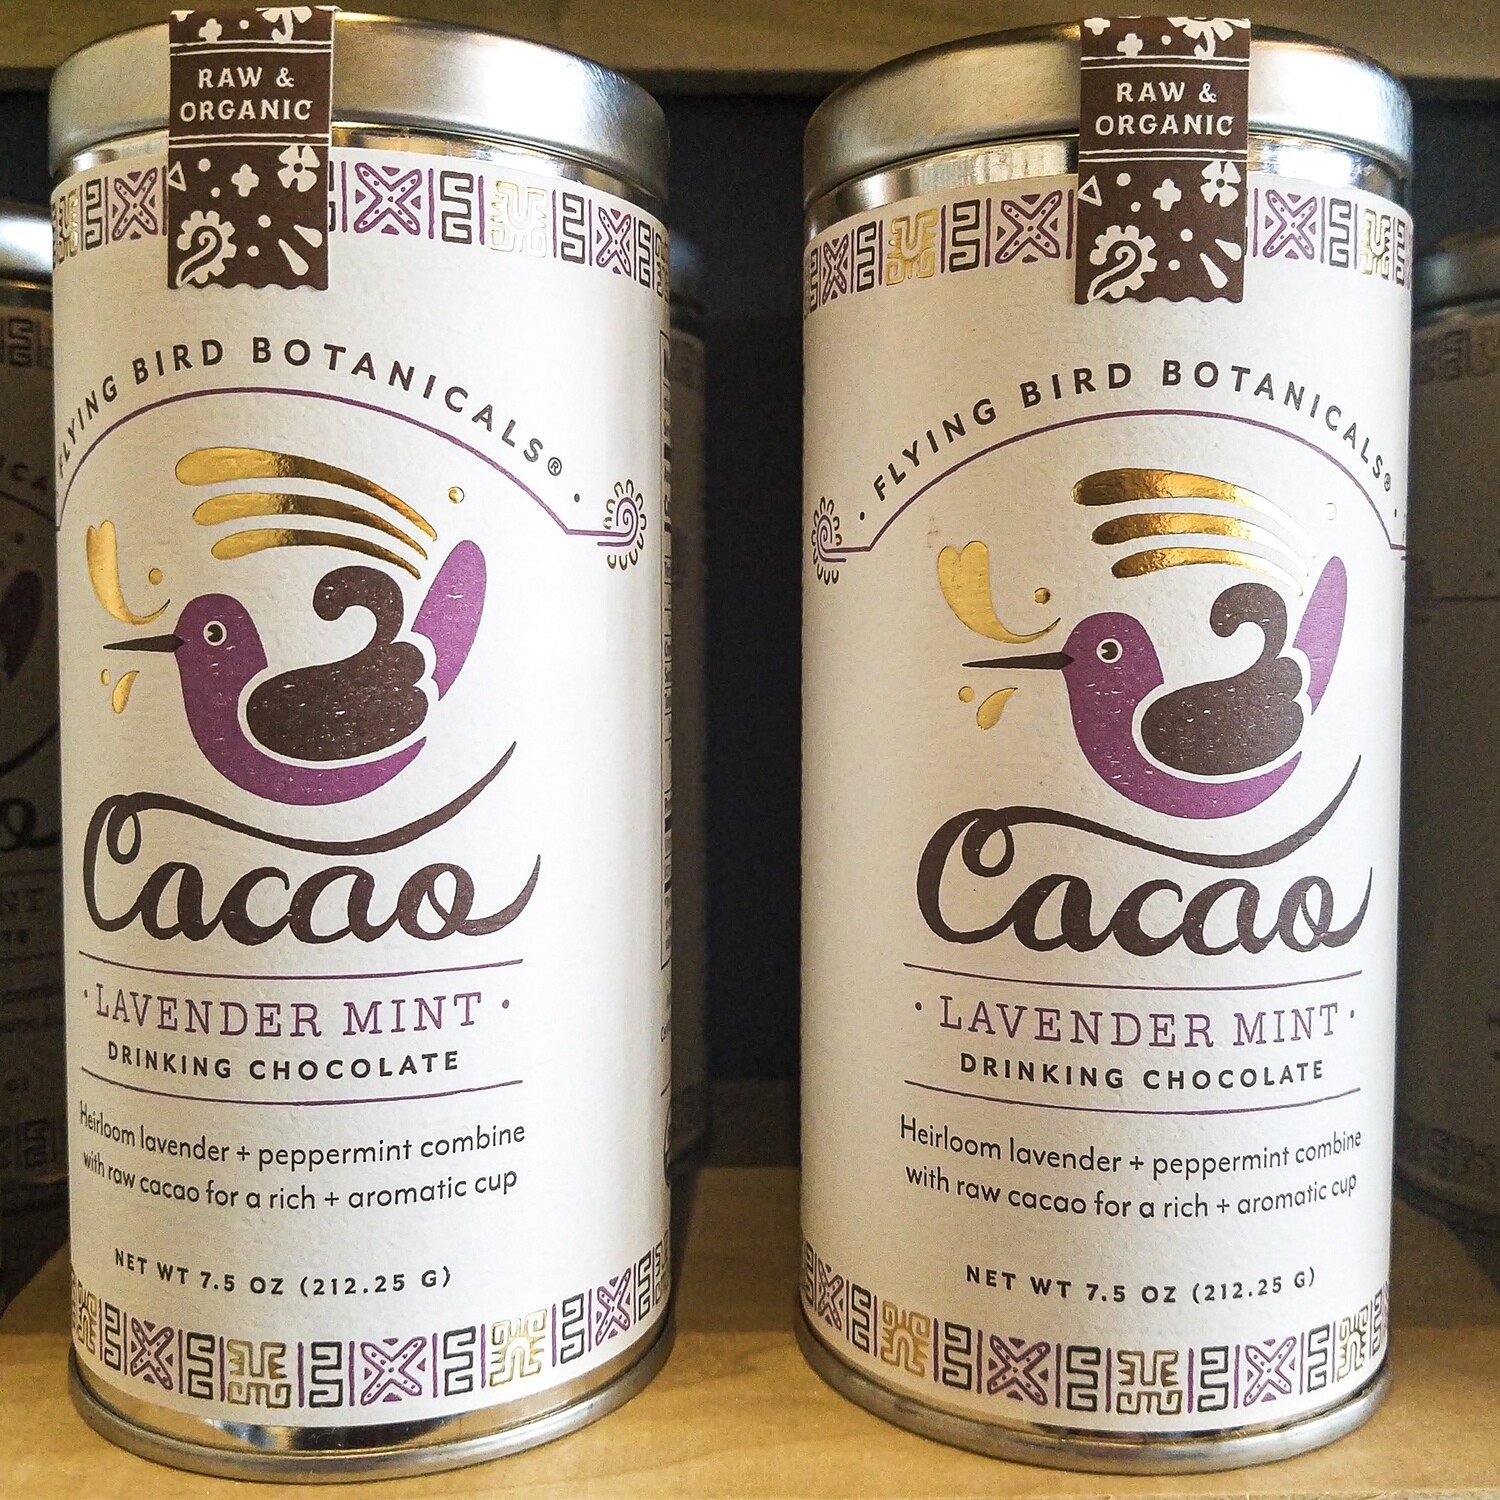 RAW &
ORGANIC
FLYING BIRD BOTANICALS®
Cacao
· LAVENDER MINT ·
DRINKING CHOCOLATE
Heirloom lavender + peppermint combine
with raw cacao for a rich + aromatic cup
NET WT 7.5 OZ (212.25 G)
RAW &
ORGANIC
· FLYING BIRD BOTANICALS® ·
Cacao
· LAVENDER MINT ·
DRINKING CHOCOLATE
Heirloom lavender + peppermint combine
with raw cacao for a rich + aromatic cup
NET WT 7.5 OZ (212.25 G)